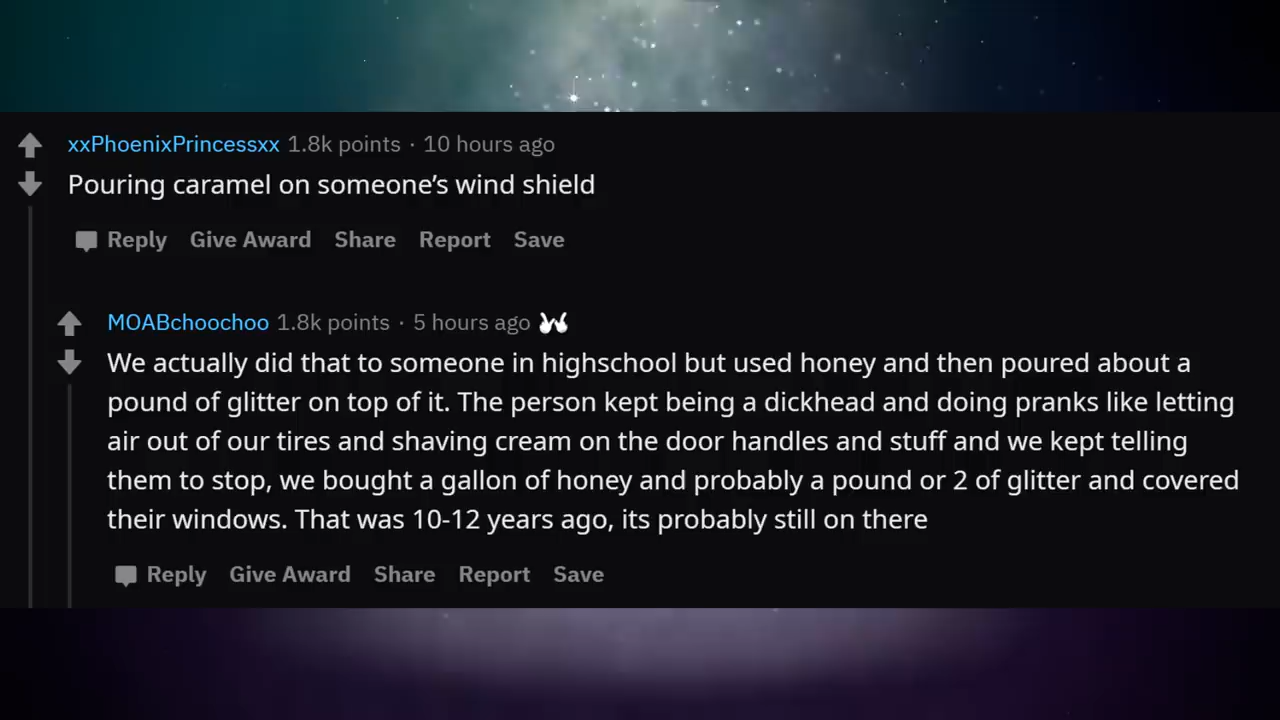 xxPhoenixPrincessxx 1.8k points · 10 hours ago
Pouring caramel on someone’s wind shield
Reply Give Award Share Report Save
MOABchoochoo 1.8k points · 5 hours ago
We actually did that to someone in highschool but used honey and then poured about a
pound of glitter on top of it. The person kept being a dickhead and doing pranks like letting
air out of our tires and shaving cream on the door handles and stuff and we kept telling
them to stop, we bought a gallon of honey and probably a pound or 2 of glitter and covered
their windows. That was 10-12 years ago, its probably still on there
Reply Give Award Share Report Save